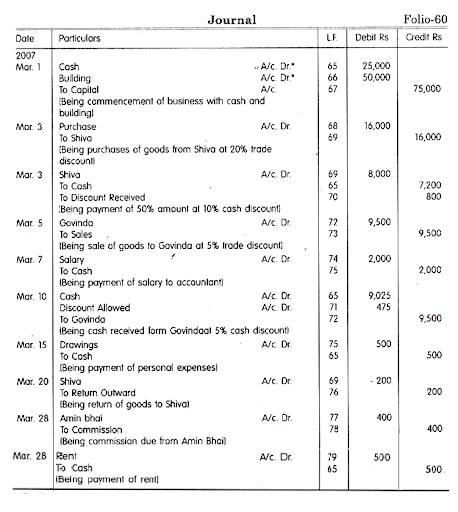 Journal Folio-60
Date Particulars L.F. Debit Rs Credit Rs
2007
Mar. 1 Cash A/c. Dr.* 65 25,000
Building A/c. Dr.* 66 50,000
To Capital A/c. 67 75,000
(Being commencement of business with cash and
building)
Mar. 3 Purchase A/c. Dr. 68 16,000
To Shiva 69 16,000
(Being purchases of goods from Shiva at 20% trade
discount)
Mar. 3 Shiva A/c. Dr. 69 8,000
To Cash 65 7,200
To Discount Received 70 800
(Being payment of 50% amount at 10% cash discount)
Mar. 5 Govinda A/c. Dr. 72 9,500
To Sales 73 9,500
(Being sale of goods to Govinda at 5% trade discount)
Mar. 7 Salary A/c. Dr. 74 2,000
To Cash 75 2,000
(Being payment of salary to accountant)
Mar. 10 Cash A/c. Dr. 65 9,025
Discount Allowed A/c. Dr. 71 475
To Govinda 72 9,500
(Being cash received form Govindaat 5% cash discount)
Mar. 15 Drawings A/c. Dr. 75 500
To Cash 65 500
(Being payment of personal expenses)
Mar. 20 Shiva A/c. Dr. 69 200
To Return Outward 76 200
(Being return of goods to Shiva)
Mar. 28 Amin bhai A/c. Dr. 77 400
To Commission 78 400
(Being commission due from Amin Bhai)
Mar. 28 Rent A/c. Dr. 79 500
To Cash 65 500
(Being payment of rent)